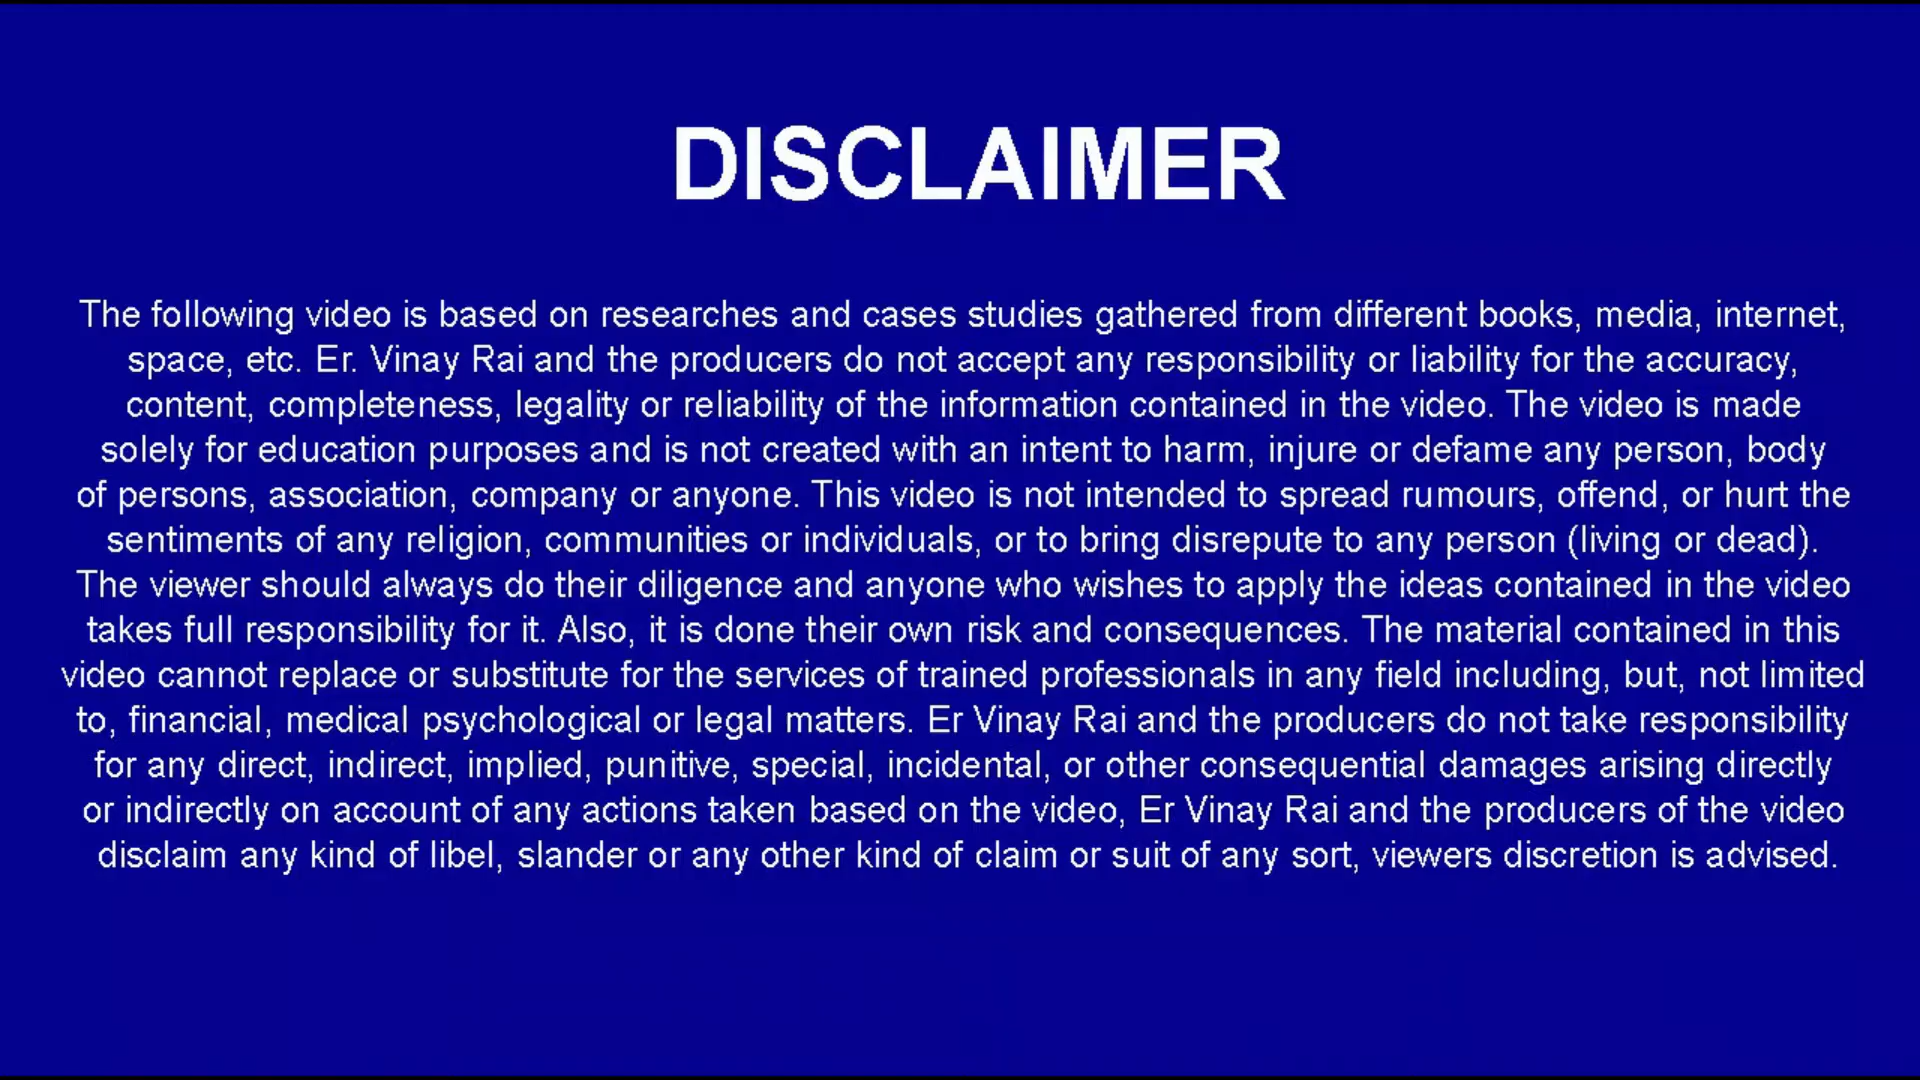 DISCLAIMER
The following video is based on researches and cases studies gathered from different books, media, internet,
space, etc. Er. Vinay Rai and the producers do not accept any responsibility or liability for the accuracy,
content, completeness, legality or reliability of the information contained in the video. The video is made
solely for education purposes and is not created with an intent to harm, injure or defame any person, body
of persons, association, company or anyone. This video is not intended to spread rumours, offend, or hurt the
sentiments of any religion, communities or individuals, or to bring disrepute to any person (living or dead).
The viewer should always do their diligence and anyone who wishes to apply the ideas contained in the video
takes full responsibility for it. Also, it is done their own risk and consequences. The material contained in this
video cannot replace or substitute for the services of trained professionals in any field including, but, not limited
to, financial, medical psychological or legal matters. Er Vinay Rai and the producers do not take responsibility
for any direct, indirect, implied, punitive, special, incidental, or other consequential damages arising directly
or indirectly on account of any actions taken based on the video, Er Vinay Rai and the producers of the video
disclaim any kind of libel, slander or any other kind of claim or suit of any sort, viewers discretion is advised.